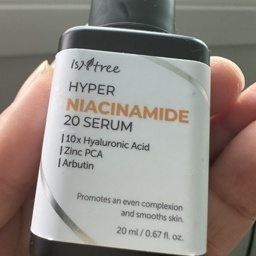 Isntree
HYPER
NIACINAMIDE
20 SERUM
10x Hyaluronic Acid
Zinc PCA
Arbutin
Promotes an even complexion
and smooths skin.
20 ml / 0.67 fl. oz.